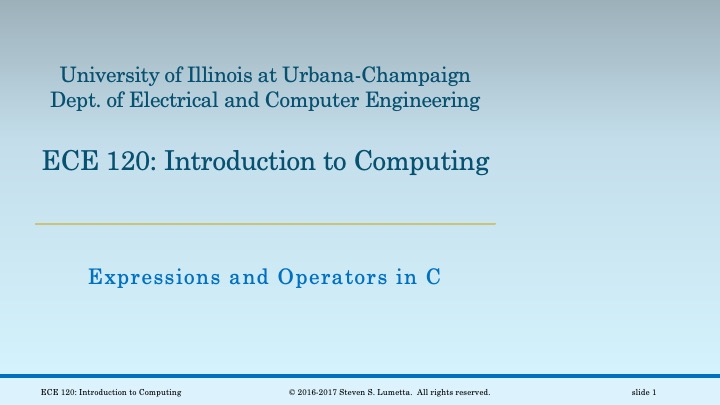 University of Illinois at Urbana-Champaign
Dept. of Electrical and Computer Engineering
ECE 120: Introduction to Computing
Expressions and Operators in C
ECE 120: Introduction to Computing
© 2016-2017 Steven S. Lumetta. All rights reserved.
slide 1